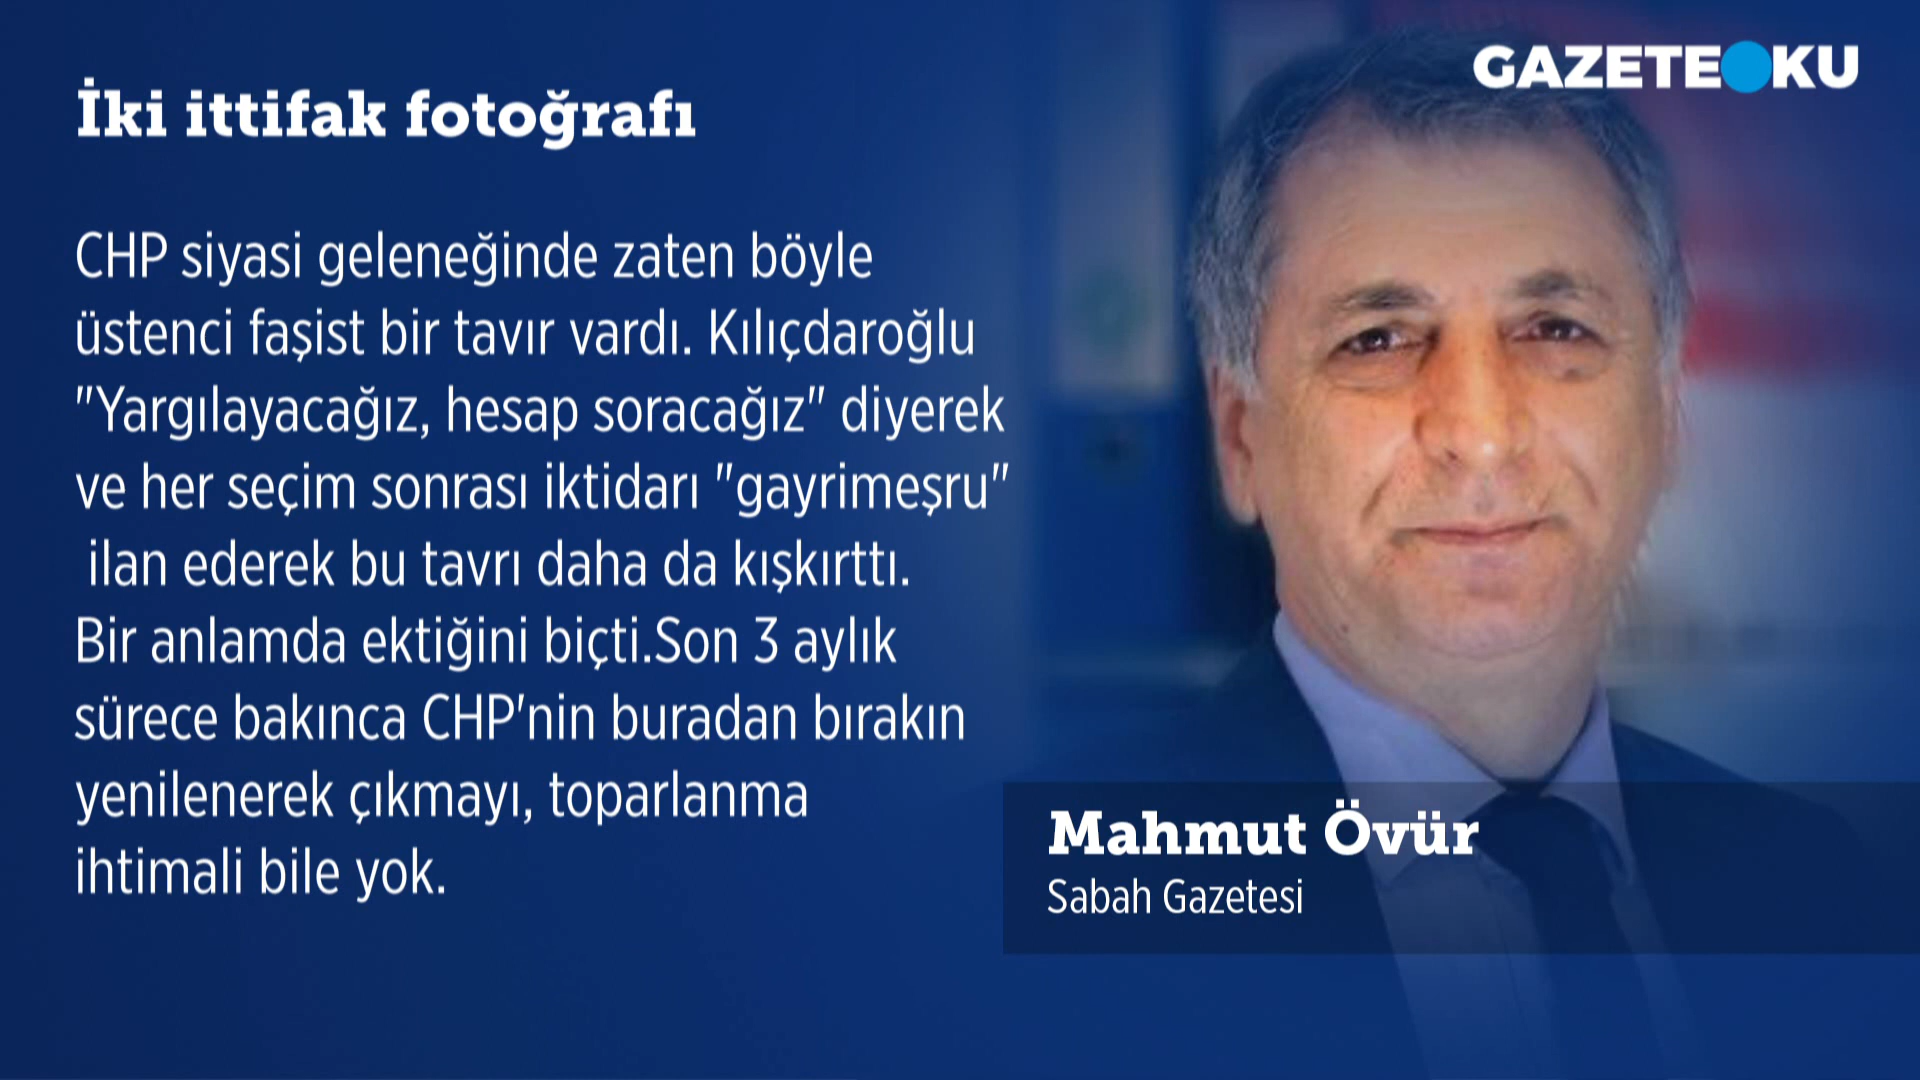 GAZETE OKU
İki ittifak fotoğrafı
CHP siyasi geleneğinde zaten böyle
üstenci faşist bir tavır vardı. Kılıçdaroğlu
"Yargılayacağız, hesap soracağız" diyerek
ve her seçim sonrası iktidarı "gayrimeşru"
ilan ederek bu tavrı daha da kışkırttı.
Bir anlamda ektiğini biçti.Son 3 aylık
sürece bakınca CHP'nin buradan bırakın
yenilenerek çıkmayı, toparlanma
ihtimali bile yok.
Mahmut Övür
Sabah Gazetesi